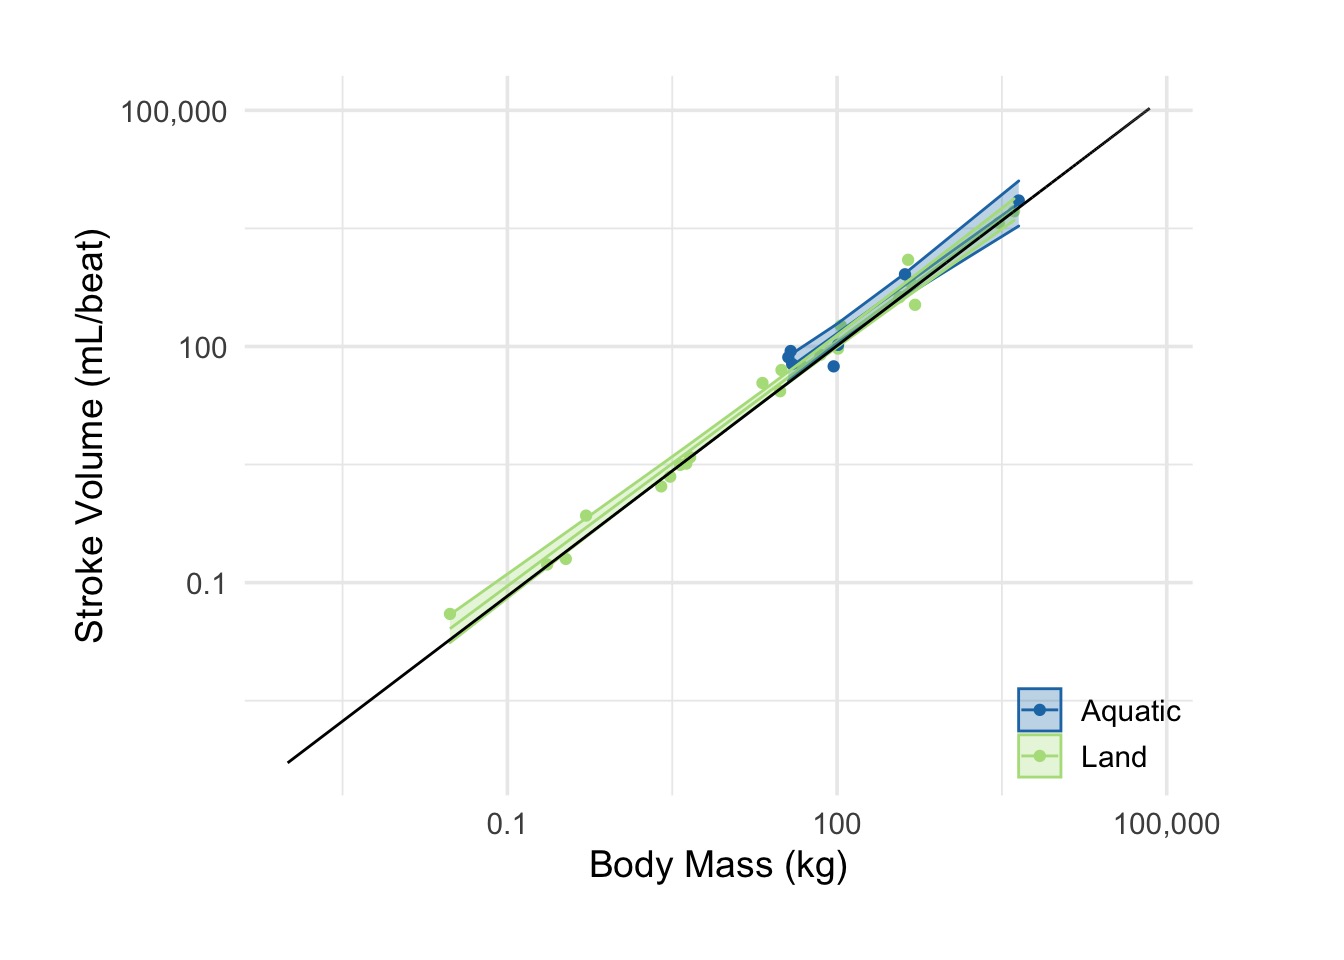 100,000
100
0.1
Stroke Volume (mL/beat)
Aquatic
Land
0.1
100
100,000
Body Mass (kg)